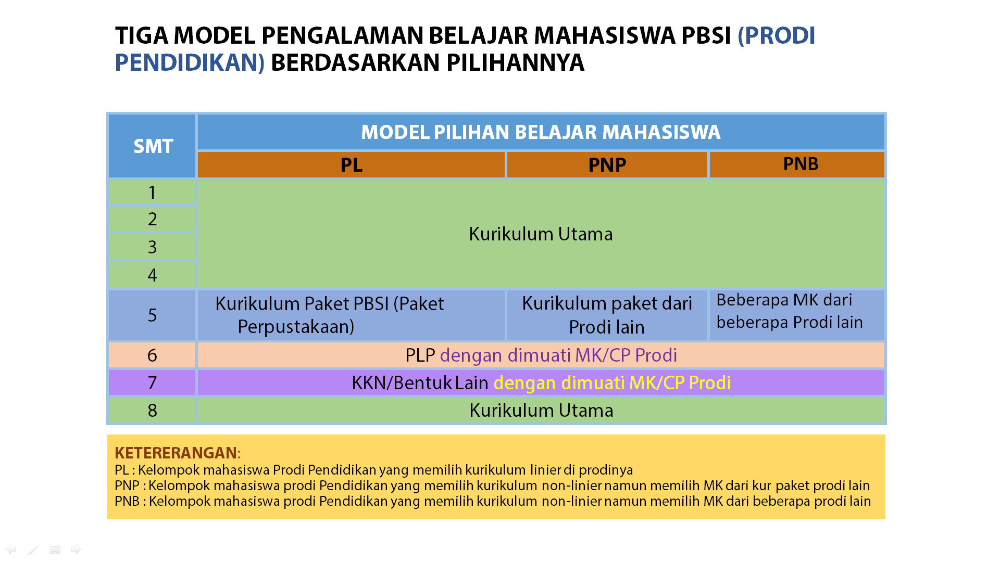 TIGA MODEL PENGALAMAN BELAJAR MAHASISWA PBSI (PRODI
PENDIDIKAN) BERDASARKAN PILIHANNYA
SMT
MODEL PILIHAN BELAJAR MAHASISWA
PL
PNP
PNB
1
2
3
4
Kurikulum Utama
5
Kurikulum Paket PBSI (Paket
Perpustakaan)
Kurikulum paket dari
Prodi lain
Beberapa MK dari
beberapa Prodi lain
6
PLP dengan dimuati MK/CP Prodi
7
KKN/Bentuk Lain dengan dimuati MK/CP Prodi
8
Kurikulum Utama
KETERERANGAN:
PL : Kelompok mahasiswa Prodi Pendidikan yang memilih kurikulum linier di prodinya
PNP : Kelompok mahasiswa prodi Pendidikan yang memilih kurikulum non-linier namun memilih MK dari kur paket prodi lain
PNB : Kelompok mahasiswa prodi Pendidikan yang memilih kurikulum non-linier namun memilih MK dari beberapa prodi lain